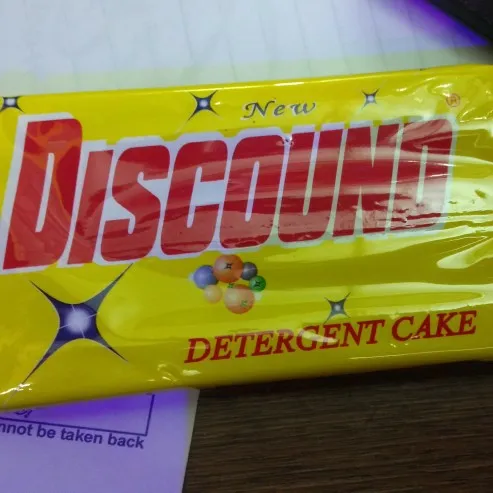 New
DISCOUND
®
DETERGENT CAKE
nnot be taken back